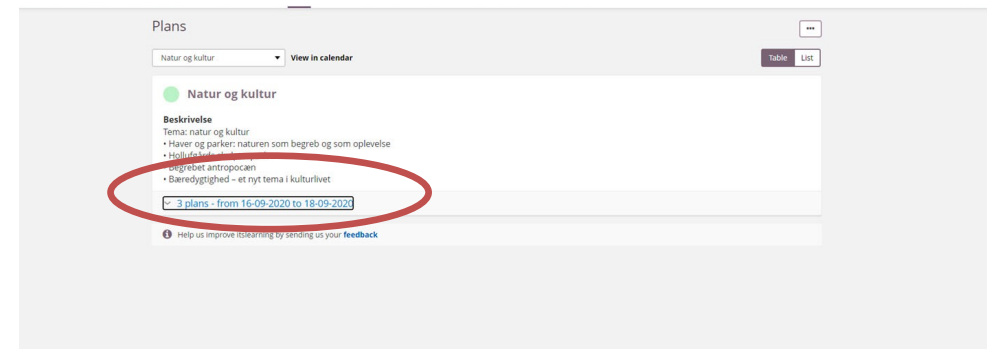 Plans
Natur og kultur View in calendar Table List
Natur og kultur
Beskrivelse
Tema: natur og kultur
• Haver og parker: naturen som begreb og som oplevelse
• Begrebet antropocæn
• Bæredygtighed – et nyt tema i kulturlivet
3 plans - from 16-09-2020 to 18-09-2020
Help us improve itslearning by sending us your feedback